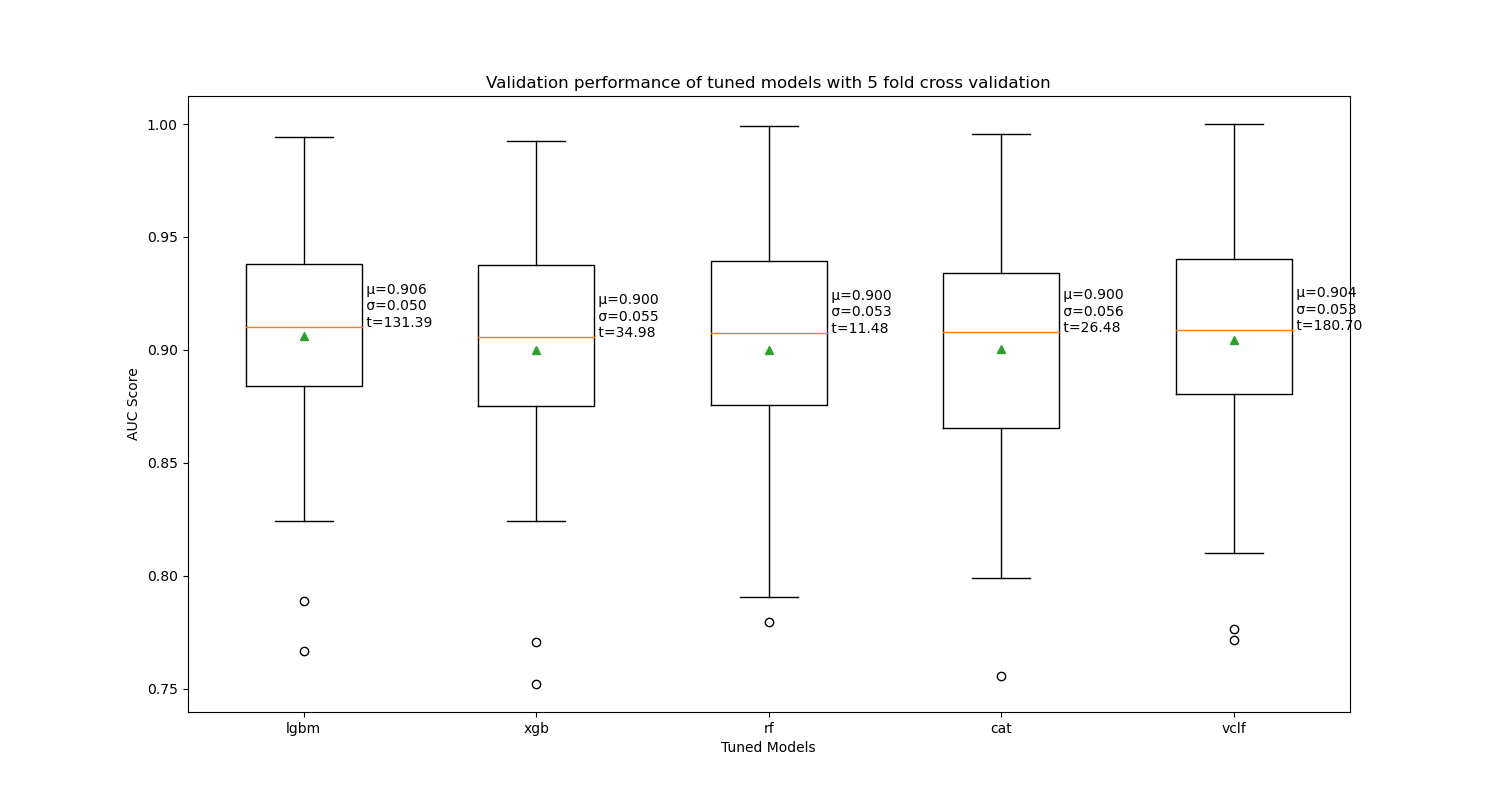 Validation performance of tuned models with 5 fold cross validation
AUC Score
1.00
0.95
0.90
0.85
0.80
0.75
μ=0.906
σ=0.050
t=131.39
μ=0.900
σ=0.055
t=34.98
μ=0.900
σ=0.053
t=11.48
μ=0.900
σ=0.056
t=26.48
μ=0.904
σ=0.053
t=180.70
lgbm xgb rf cat vclf
Tuned Models